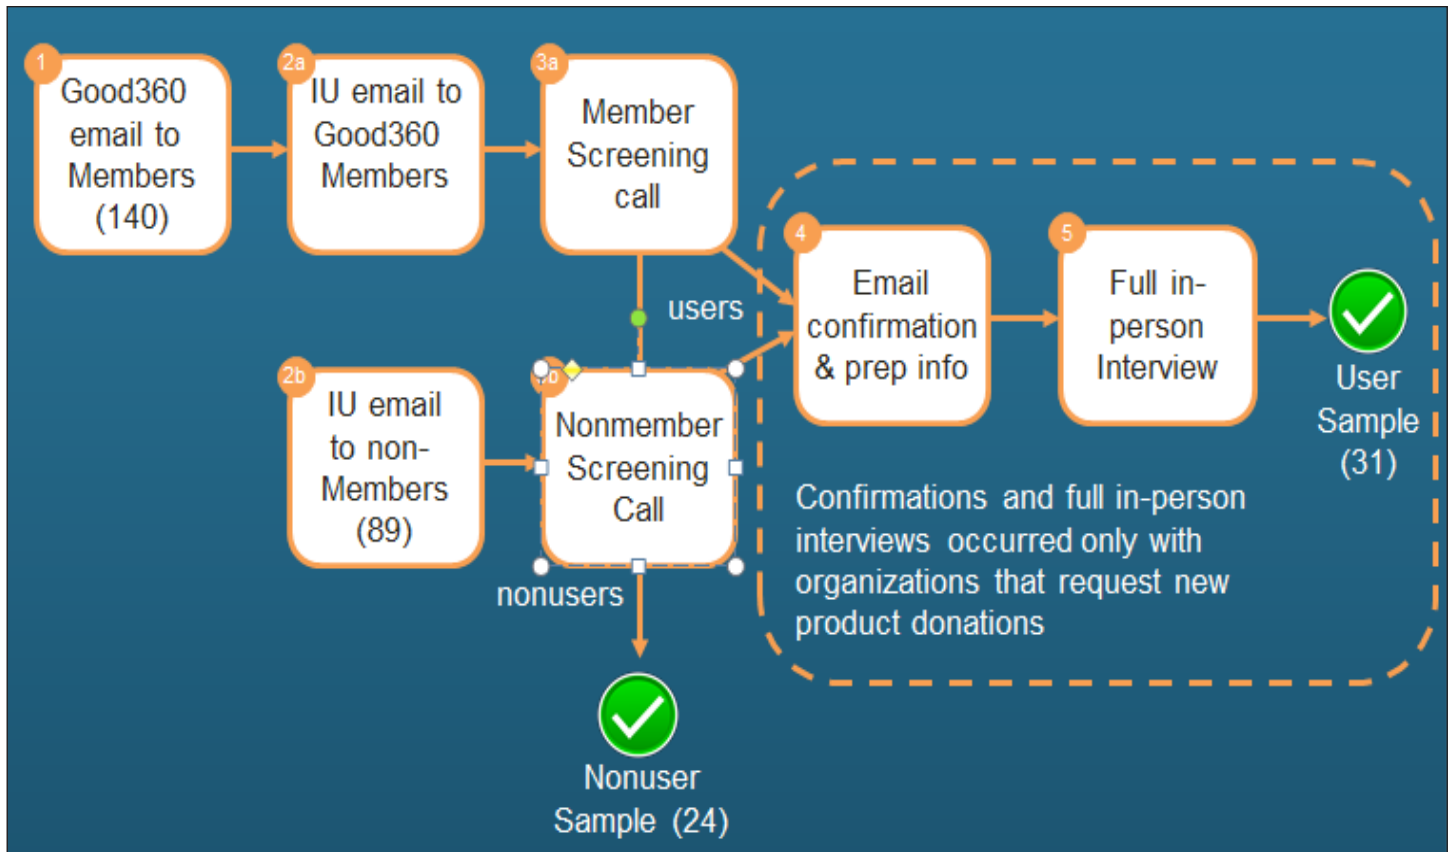 1
Good360
email to
Members
(140)
2a
IU email to
Good360
Members
3a
Member
Screening
call
users
2b
IU email
to non-
Members
(89)
b
Nonmember
Screening
Call
nonusers
Nonuser
Sample (24)
4
Email
confirmation
& prep info
5
Full in-
person
Interview
User
Sample
(31)
Confirmations and full in-person
interviews occurred only with
organizations that request new
product donations